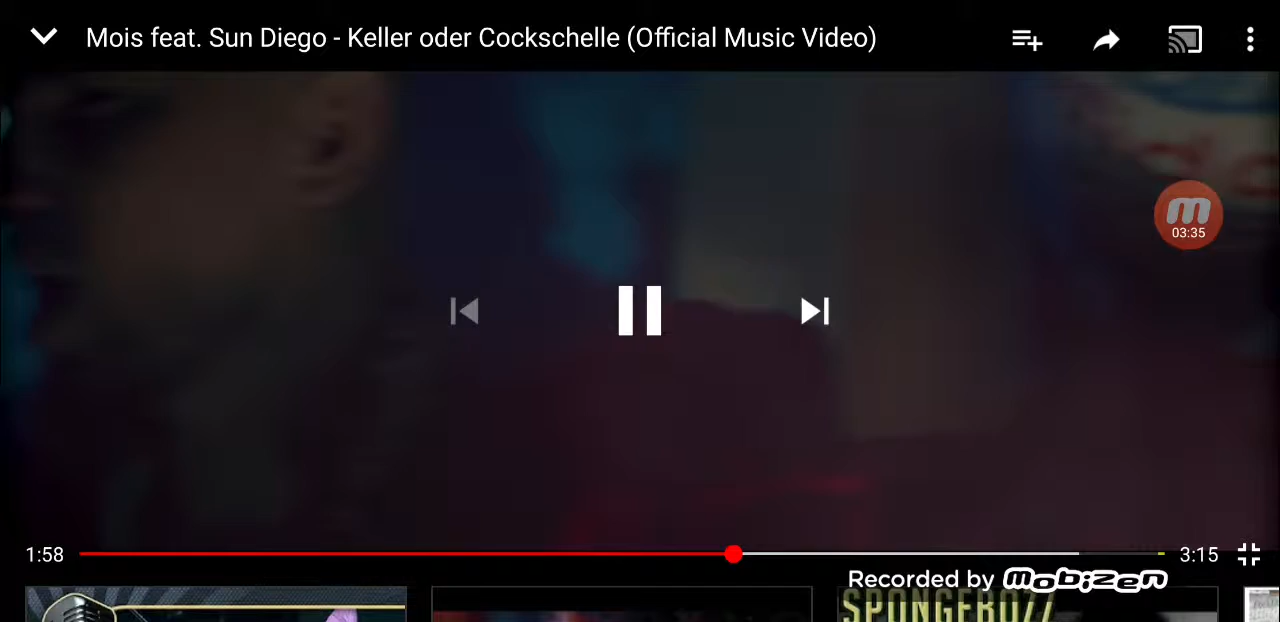 Mois feat. Sun Diego - Keller oder Cockschelle (Official Music Video)
m
03:35
1:58
3:15
Recorded by mobizen
SPONGEBOZZ